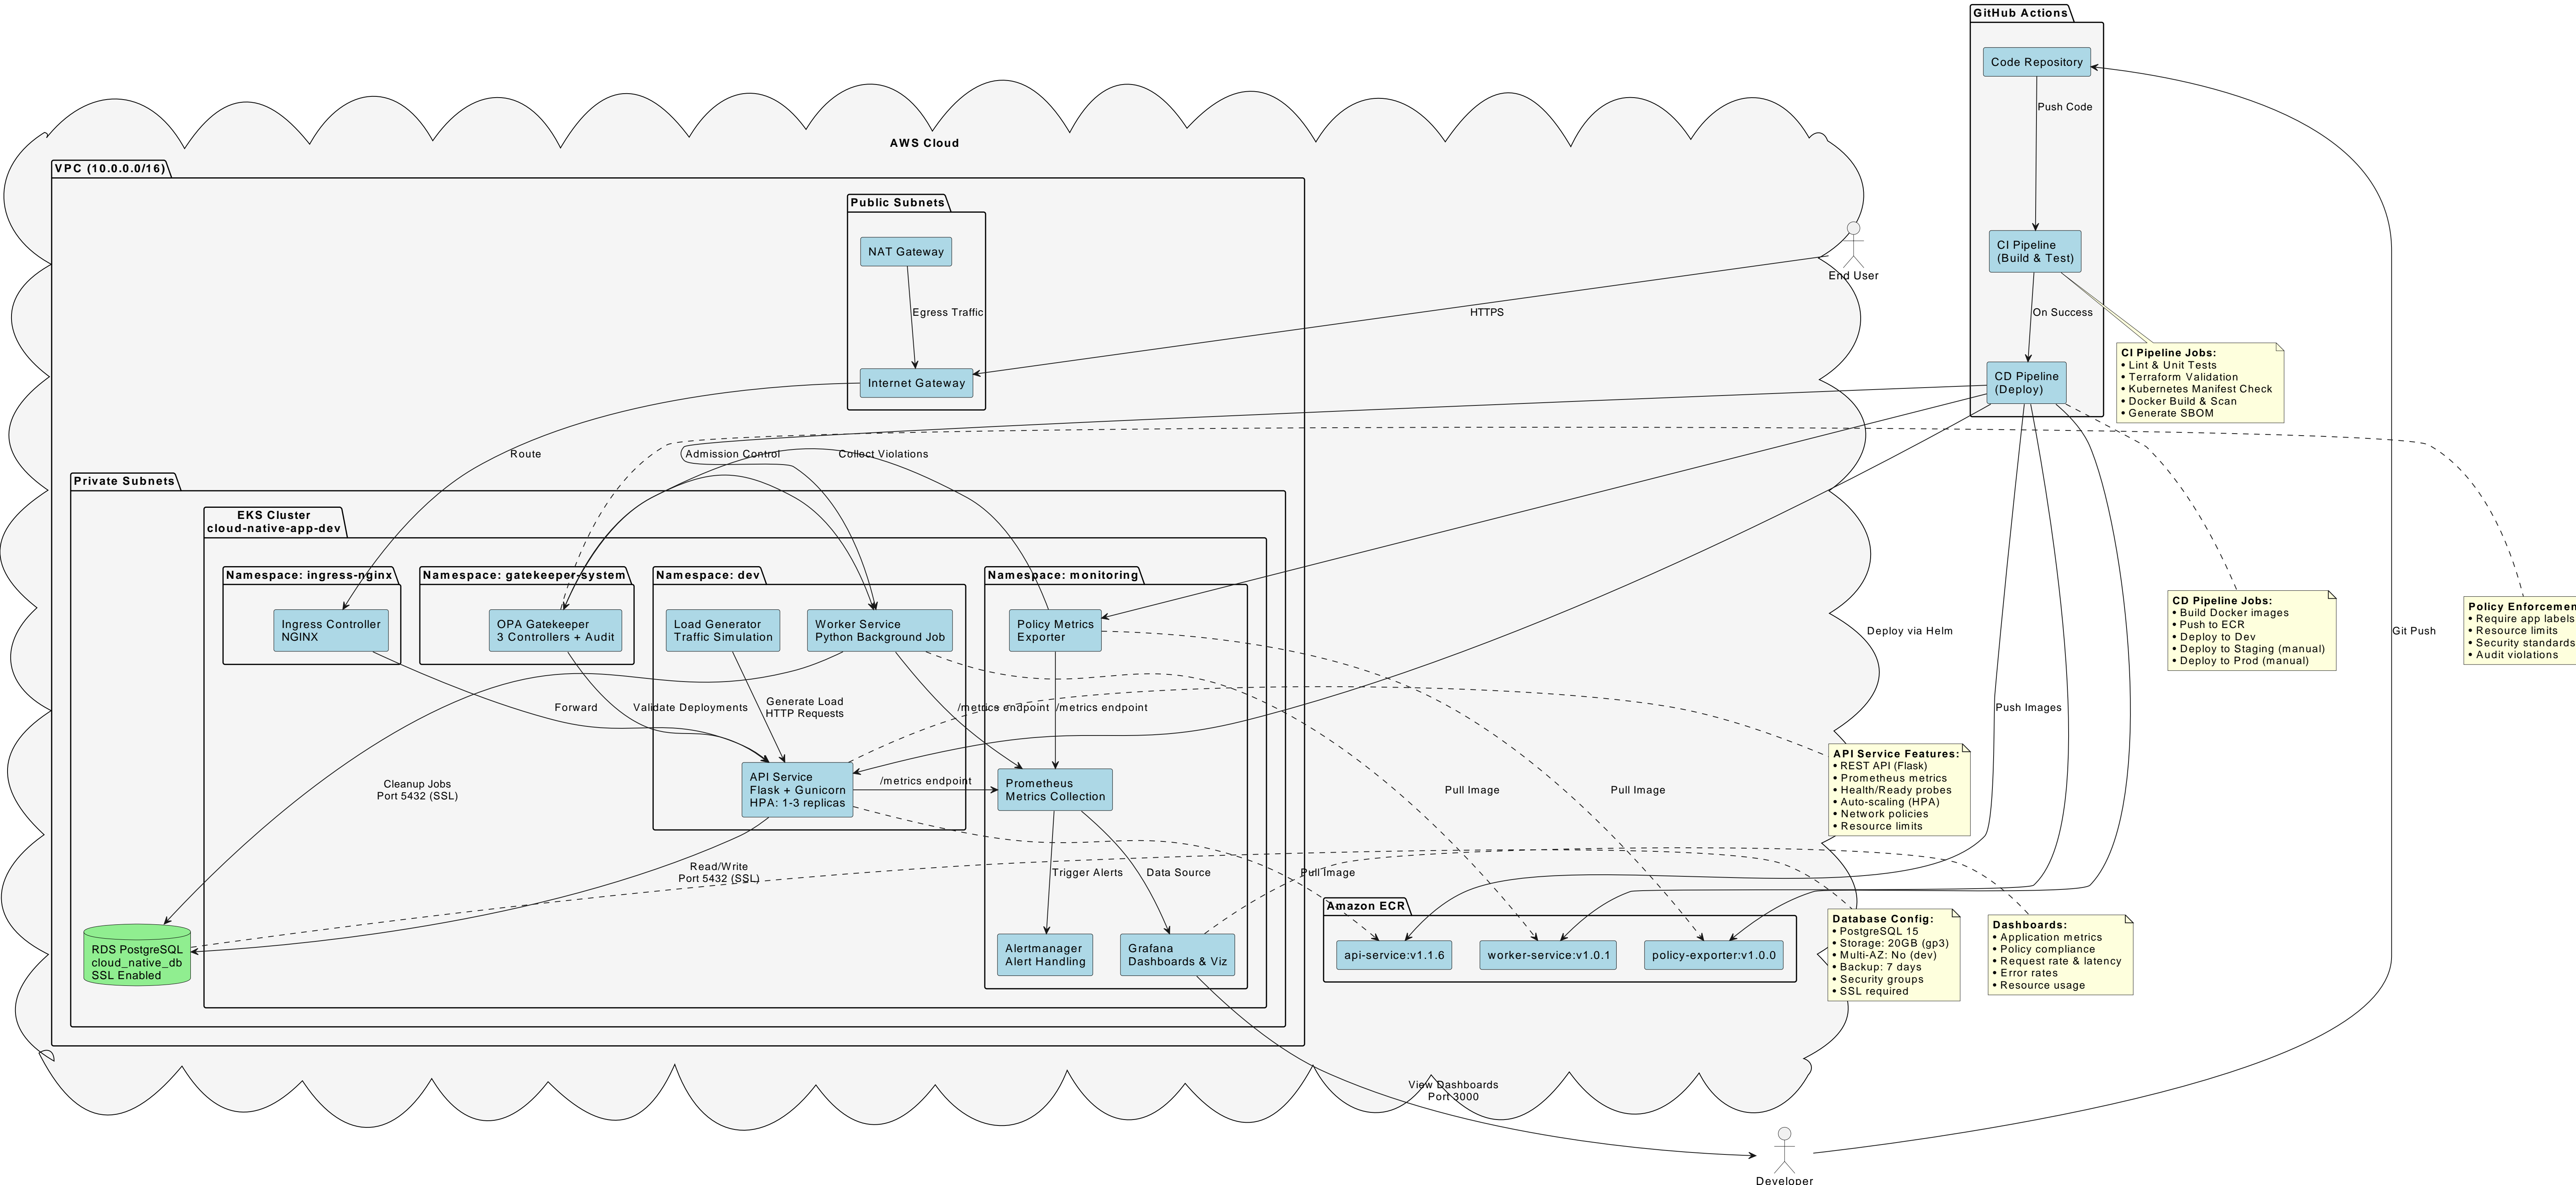 GitHub Actions
Code Repository
Push Code
AWS Cloud
VPC (10.0.0.0/16)
Public Subnets
NAT Gateway
Egress Traffic
Internet Gateway
End User
HTTPS
CI Pipeline
(Build & Test)
On Success
CD Pipeline
(Deploy)
CI Pipeline Jobs:
• Lint & Unit Tests
• Terraform Validation
• Kubernetes Manifest Check
• Docker Build & Scan
• Generate SBOM
Route
Admission Control
Collect Violations
Private Subnets
EKS Cluster
cloud-native-app-dev
Namespace: ingress-nginx
Ingress Controller
NGINX
Namespace: gatekeeper-system
OPA Gatekeeper
3 Controllers + Audit
Namespace: dev
Load Generator
Traffic Simulation
Worker Service
Python Background Job
Namespace: monitoring
Policy Metrics
Exporter
Deploy via Helm
CD Pipeline Jobs:
• Build Docker images
• Push to ECR
• Deploy to Dev
• Deploy to Staging (manual)
• Deploy to Prod (manual)
Git Push
Policy Enforcemen
• Require app labels
• Resource limits
• Security standards
• Audit violations
Forward
Validate Deployments
Generate Load
HTTP Requests
/metrics endpoint
/metrics endpoint
Push Images
Cleanup Jobs
Port 5432 (SSL)
API Service
Flask + Gunicorn
HPA: 1-3 replicas
/metrics endpoint
Prometheus
Metrics Collection
Pull Image
Pull Image
API Service Features:
• REST API (Flask)
• Prometheus metrics
• Health/Ready probes
• Auto-scaling (HPA)
• Network policies
• Resource limits
Read/Write
Port 5432 (SSL)
Trigger Alerts
Data Source
Pull Image
RDS PostgreSQL
cloud_native_db
SSL Enabled
Alertmanager
Alert Handling
Grafana
Dashboards & Viz
Amazon ECR
api-service:v1.1.6
worker-service:v1.0.1
policy-exporter:v1.0.0
Database Config:
• PostgreSQL 15
• Storage: 20GB (gp3)
• Multi-AZ: No (dev)
• Backup: 7 days
• Security groups
• SSL required
Dashboards:
• Application metrics
• Policy compliance
• Request rate & latency
• Error rates
• Resource usage
View Dashboards
Port 3000
Developer